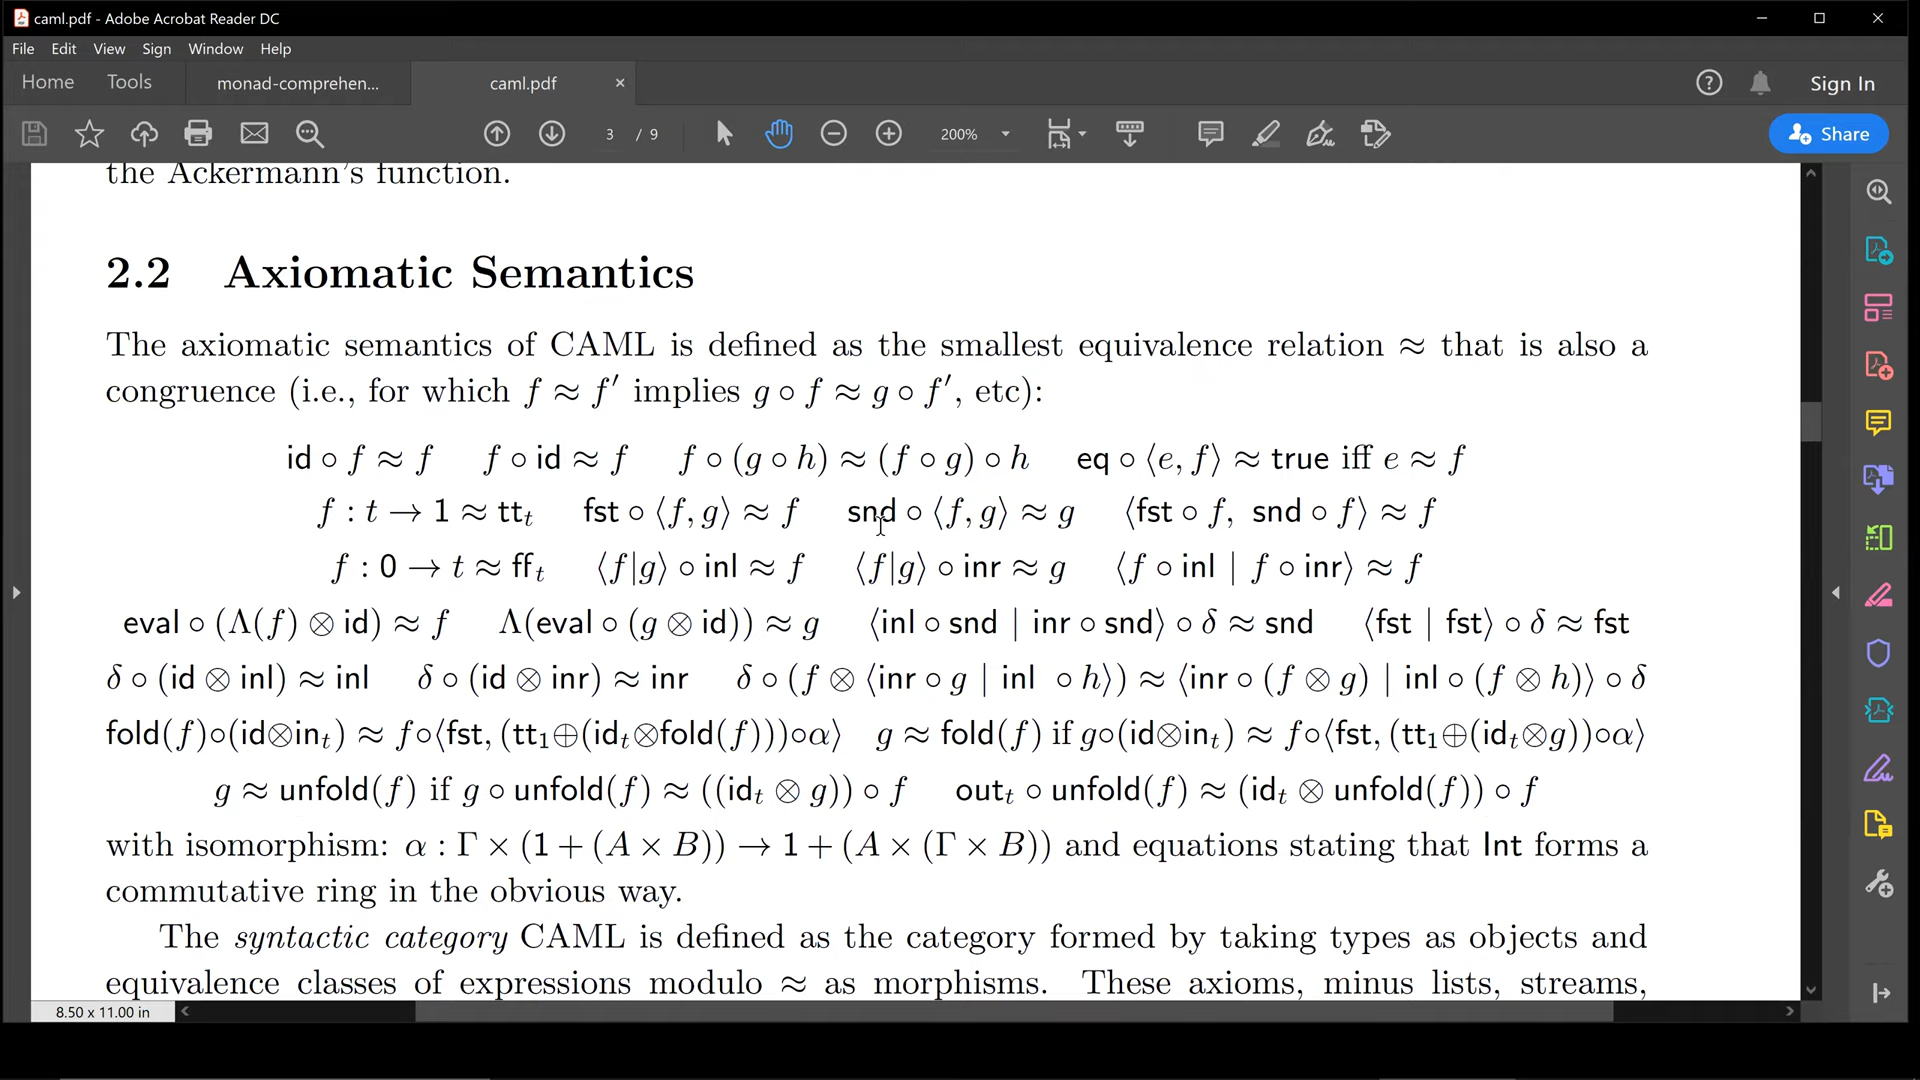 caml.pdf - Adobe Acrobat Reader DC
File Edit View Sign Window Help
Home Tools monad-comprehen... caml.pdf × Sign In
3 / 9 200% Share
the Ackermann's function.
2.2 Axiomatic Semantics
The axiomatic semantics of CAML is defined as the smallest equivalence relation ≈ that is also a
congruence (i.e., for which f ≈ f′ implies g ∘ f ≈ g ∘ f′, etc):
id ∘ f ≈ f f ∘ id ≈ f f ∘ (g ∘ h) ≈ (f ∘ g) ∘ h eq ∘ ⟨e, f⟩ ≈ true iff e ≈ f
f : t → 1 ≈ tt_t fst ∘ ⟨f, g⟩ ≈ f snd ∘ ⟨f, g⟩ ≈ g ⟨fst ∘ f, snd ∘ f⟩ ≈ f
f : 0 → t ≈ ff_t ⟨f|g⟩ ∘ inl ≈ f ⟨f|g⟩ ∘ inr ≈ g ⟨f ∘ inl | f ∘ inr⟩ ≈ f
eval ∘ (Λ(f) ⊗ id) ≈ f Λ(eval ∘ (g ⊗ id)) ≈ g ⟨inl ∘ snd | inr ∘ snd⟩ ∘ δ ≈ snd ⟨fst | fst⟩ ∘ δ ≈ fst
δ ∘ (id ⊗ inl) ≈ inl δ ∘ (id ⊗ inr) ≈ inr δ ∘ (f ⊗ ⟨inr ∘ g | inl ∘ h⟩) ≈ ⟨inr ∘ (f ⊗ g) | inl ∘ (f ⊗ h)⟩ ∘ δ
fold(f)∘(id⊗in_t) ≈ f∘⟨fst, (tt_1⊕(id_t⊗fold(f)))∘α⟩ g ≈ fold(f) if g∘(id⊗in_t) ≈ f∘⟨fst, (tt_1⊕(id_t⊗g))∘α⟩
g ≈ unfold(f) if g ∘ unfold(f) ≈ ((id_t ⊗ g)) ∘ f out_t ∘ unfold(f) ≈ (id_t ⊗ unfold(f)) ∘ f
with isomorphism: α : Γ × (1 + (A × B)) → 1 + (A × (Γ × B)) and equations stating that Int forms a
commutative ring in the obvious way.
The syntactic category CAML is defined as the category formed by taking types as objects and
equivalence classes of expressions modulo ≈ as morphisms. These axioms, minus lists, streams,
8.50 x 11.00 in